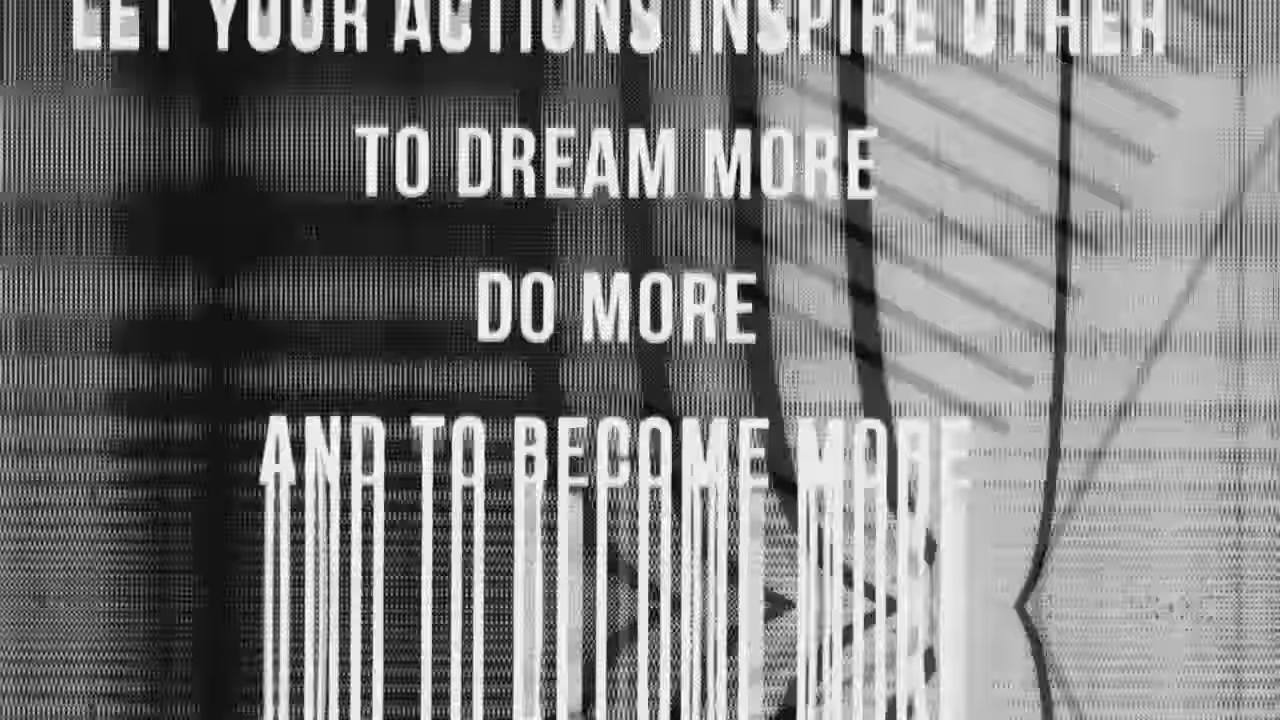 LET YOUR ACTIONS INSPIRE OTHER
TO DREAM MORE
DO MORE
AND TO BECOME MORE